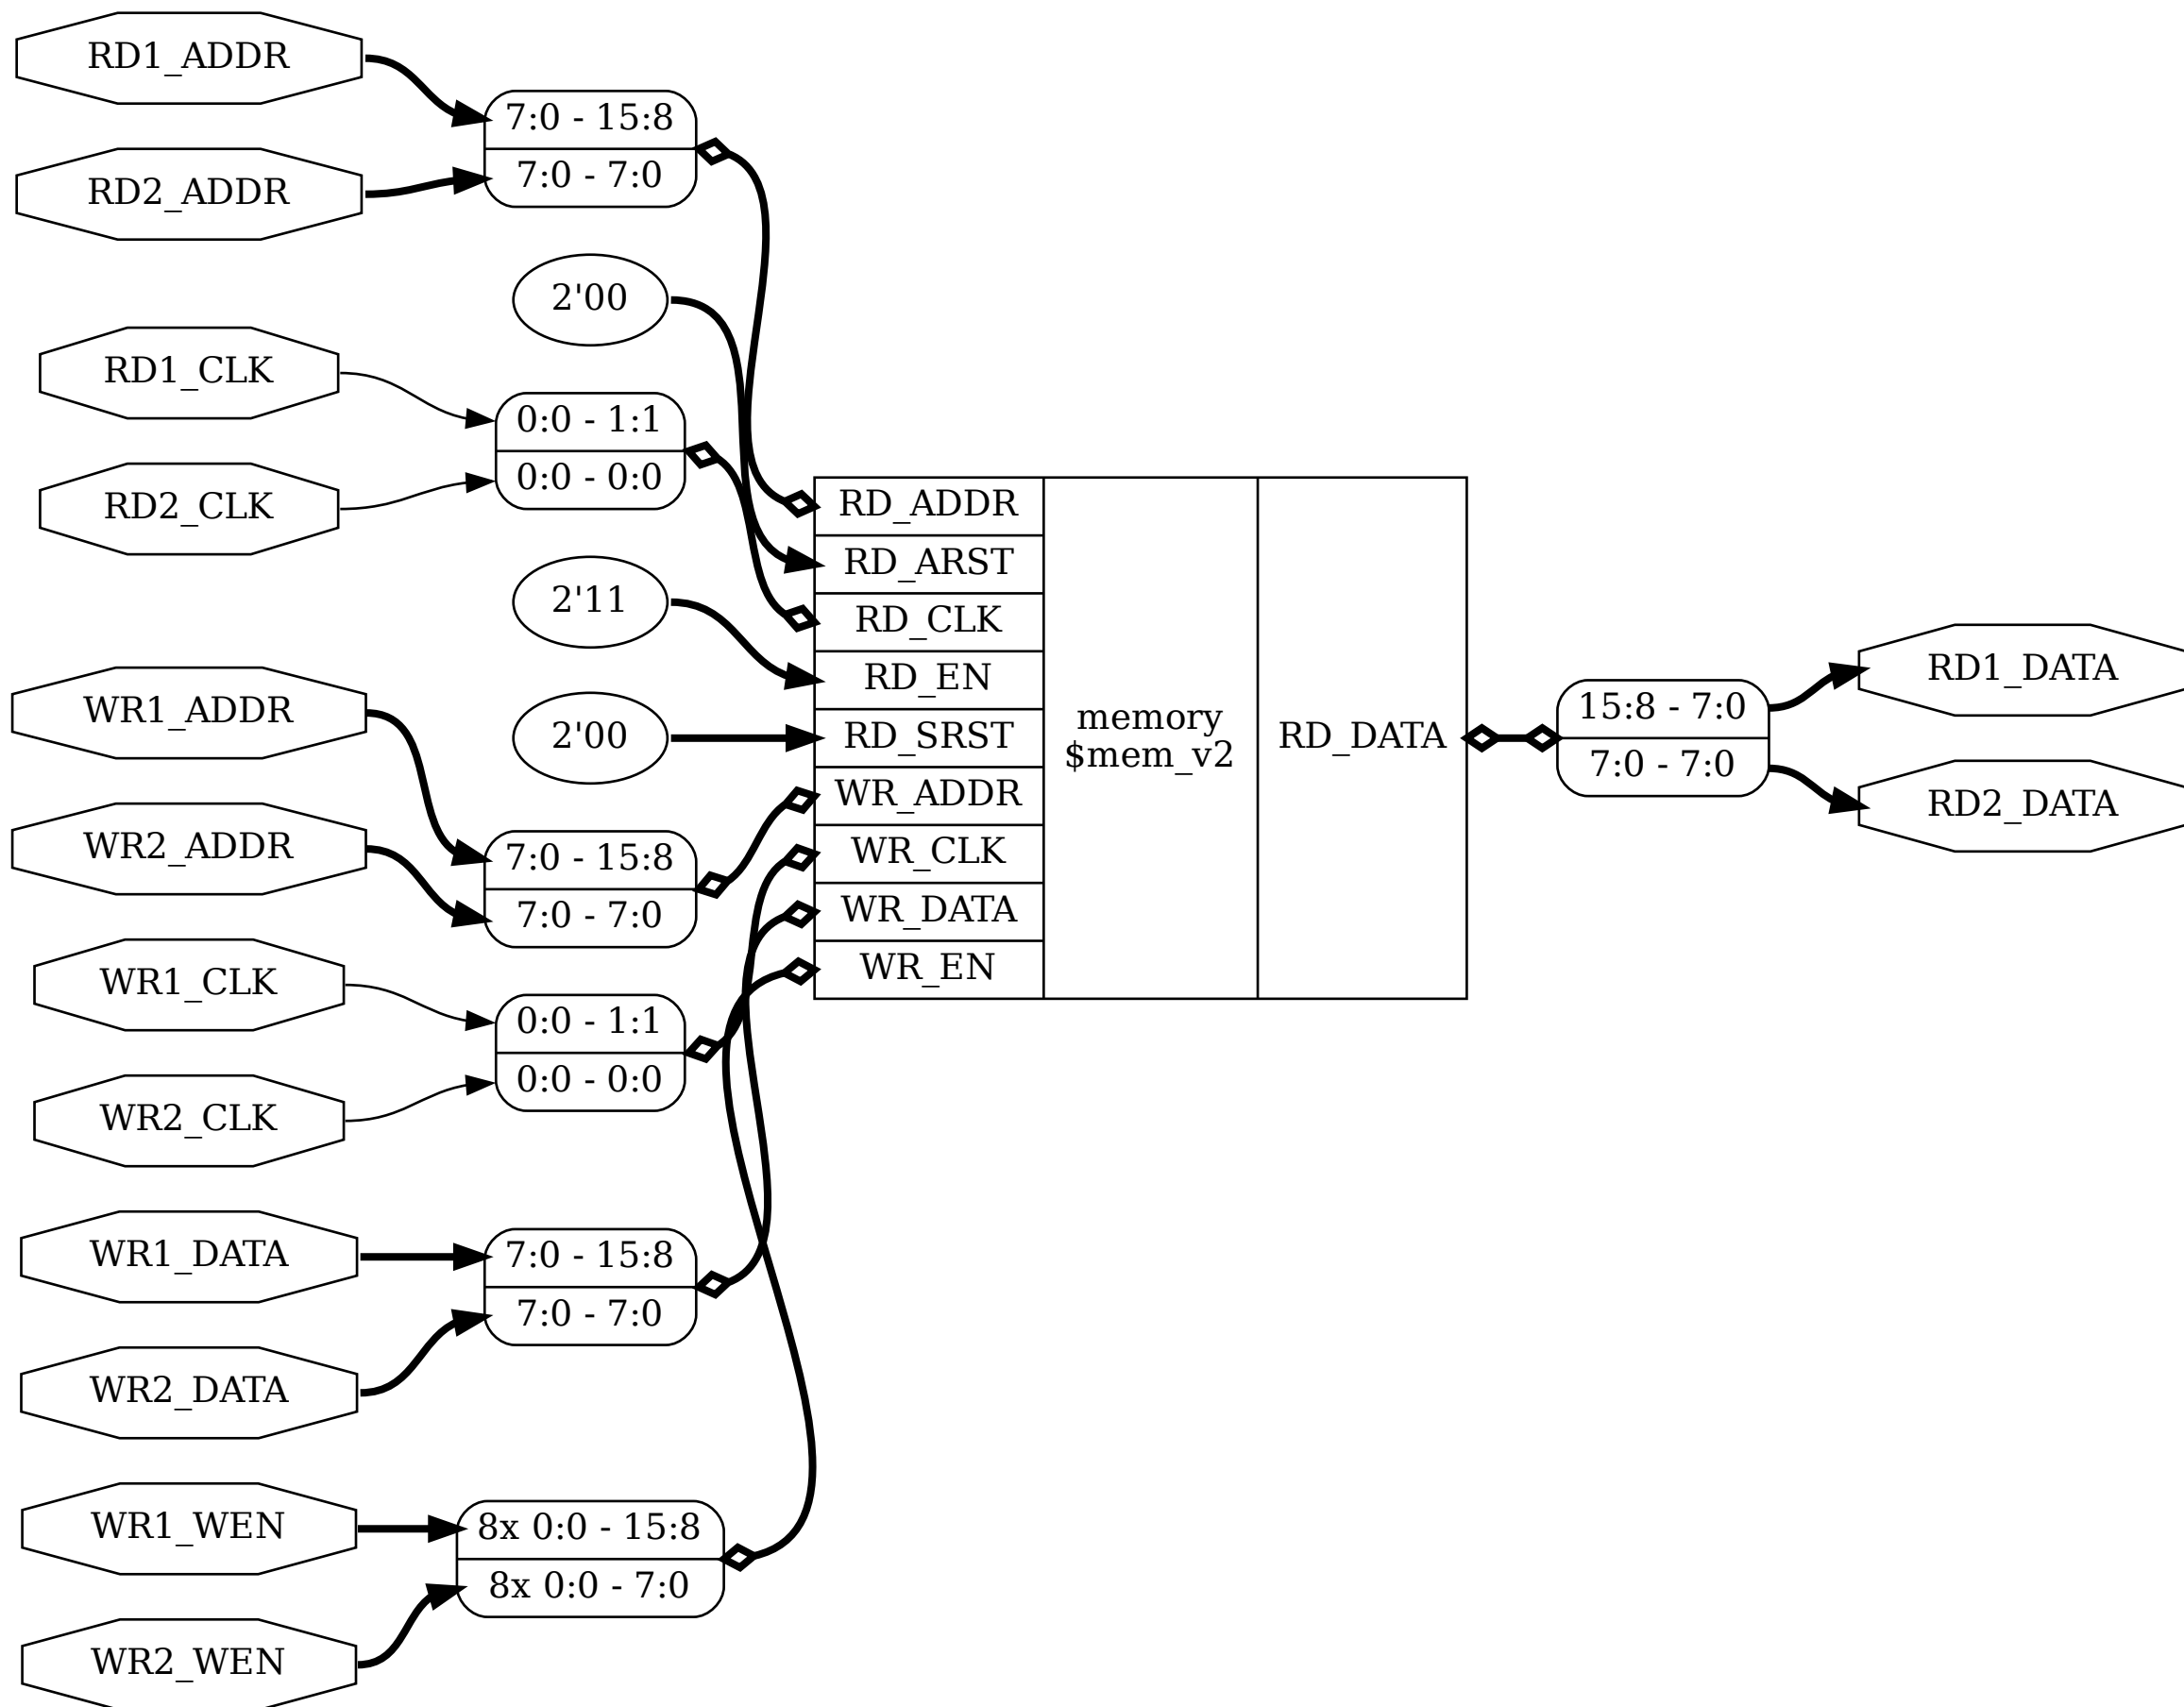 RD1_ADDR
RD2_ADDR
7:0 - 15:8
7:0 - 7:0
2'00
RD1_CLK
RD2_CLK
0:0 - 1:1
0:0 - 0:0
2'11
2'00
WR1_ADDR
WR2_ADDR
7:0 - 15:8
7:0 - 7:0
WR1_CLK
WR2_CLK
0:0 - 1:1
0:0 - 0:0
WR1_DATA
WR2_DATA
7:0 - 15:8
7:0 - 7:0
WR1_WEN
WR2_WEN
8x 0:0 - 15:8
8x 0:0 - 7:0
RD_ADDR
RD_ARST
RD_CLK
RD_EN
RD_SRST
WR_ADDR
WR_CLK
WR_DATA
WR_EN
memory
$mem_v2
RD_DATA
15:8 - 7:0
7:0 - 7:0
RD1_DATA
RD2_DATA